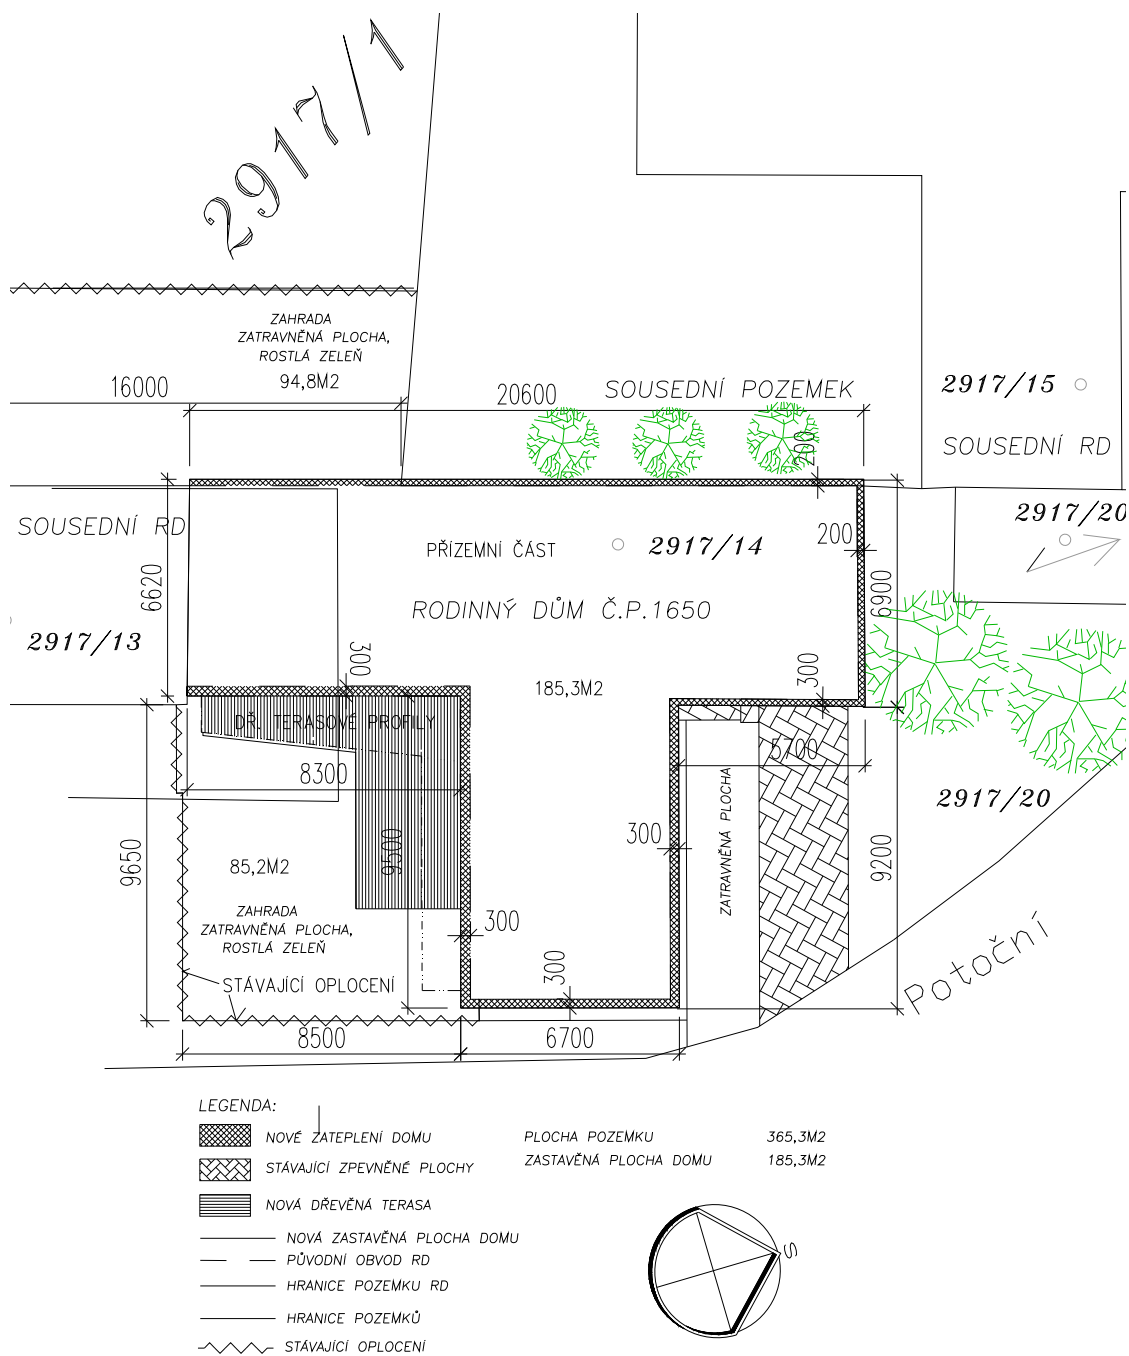 2917/1
ZAHRADA
ZATRAVNĚNÁ PLOCHA,
ROSTLÁ ZELEŇ
94,8M2
16000
20600
SOUSEDNÍ POZEMEK
2917/15
SOUSEDNÍ RD
200
2917/20
SOUSEDNÍ RD
PŘÍZEMNÍ ČÁST
2917/14
200
6620
6900
RODINNÝ DŮM Č.P.1650
2917/13
300
185,3M2
300
DŘ. TERASOVÉ PROFILY
5700
8300
2917/20
ZATRAVNĚNÁ PLOCHA
9650
9500
300
9200
85,2M2
ZAHRADA
ZATRAVNĚNÁ PLOCHA,
ROSTLÁ ZELEŇ
300
STÁVAJÍCÍ OPLOCENÍ
300
Potoční
8500
6700
LEGENDA:
NOVÉ ZATEPLENÍ DOMU
STÁVAJÍCÍ ZPEVNĚNÉ PLOCHY
NOVÁ DŘEVĚNÁ TERASA
NOVÁ ZASTAVĚNÁ PLOCHA DOMU
PŮVODNÍ OBVOD RD
HRANICE POZEMKU RD
HRANICE POZEMKŮ
STÁVAJÍCÍ OPLOCENÍ
PLOCHA POZEMKU 365,3M2
ZASTAVĚNÁ PLOCHA DOMU 185,3M2
S